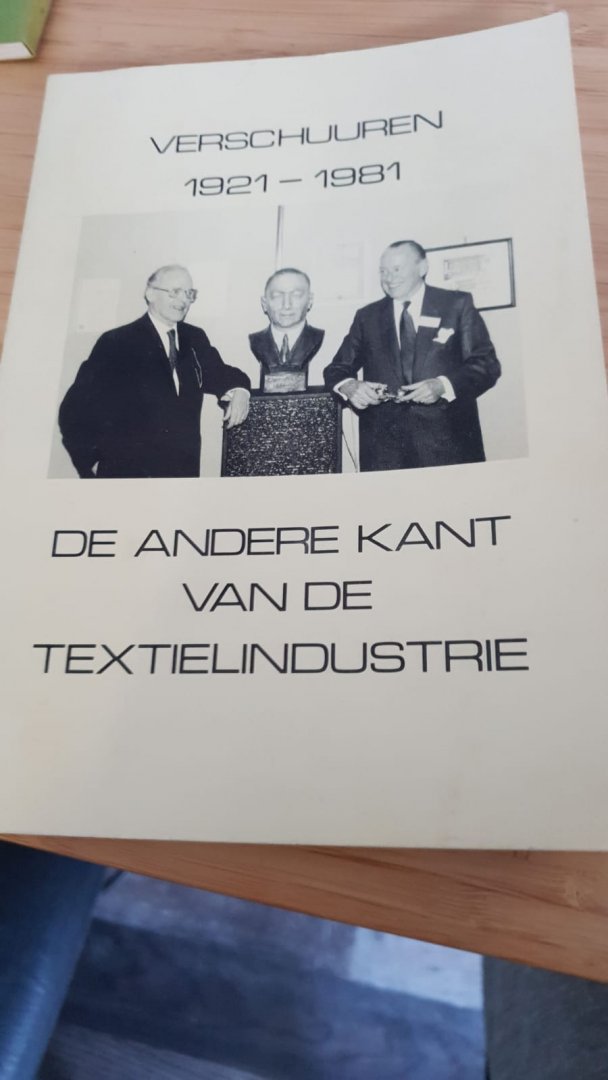 VERSCHUUREN
1921 - 1981
DE ANDERE KANT
VAN DE
TEXTIELINDUSTRIE